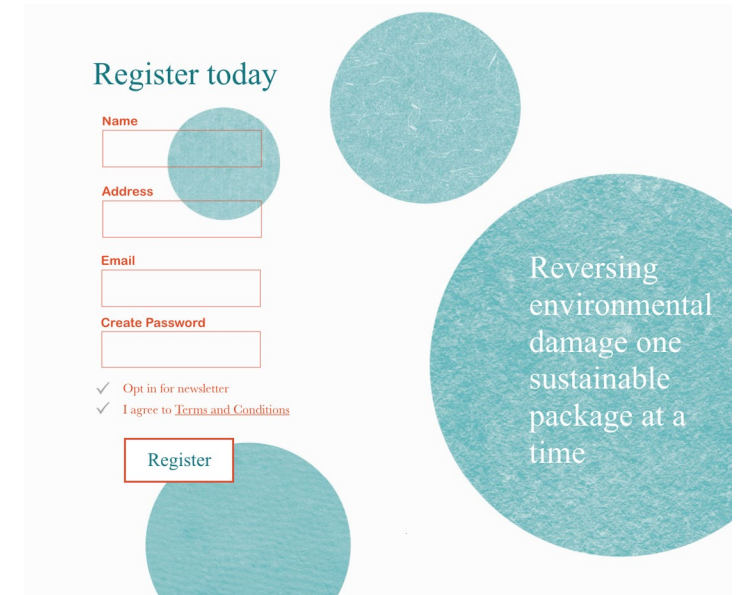 Register today
Name
Address
Email
Create Password
Opt in for newsletter
I agree to Terms and Conditions
Register
Reversing
environmental
damage one
sustainable
package at a
time